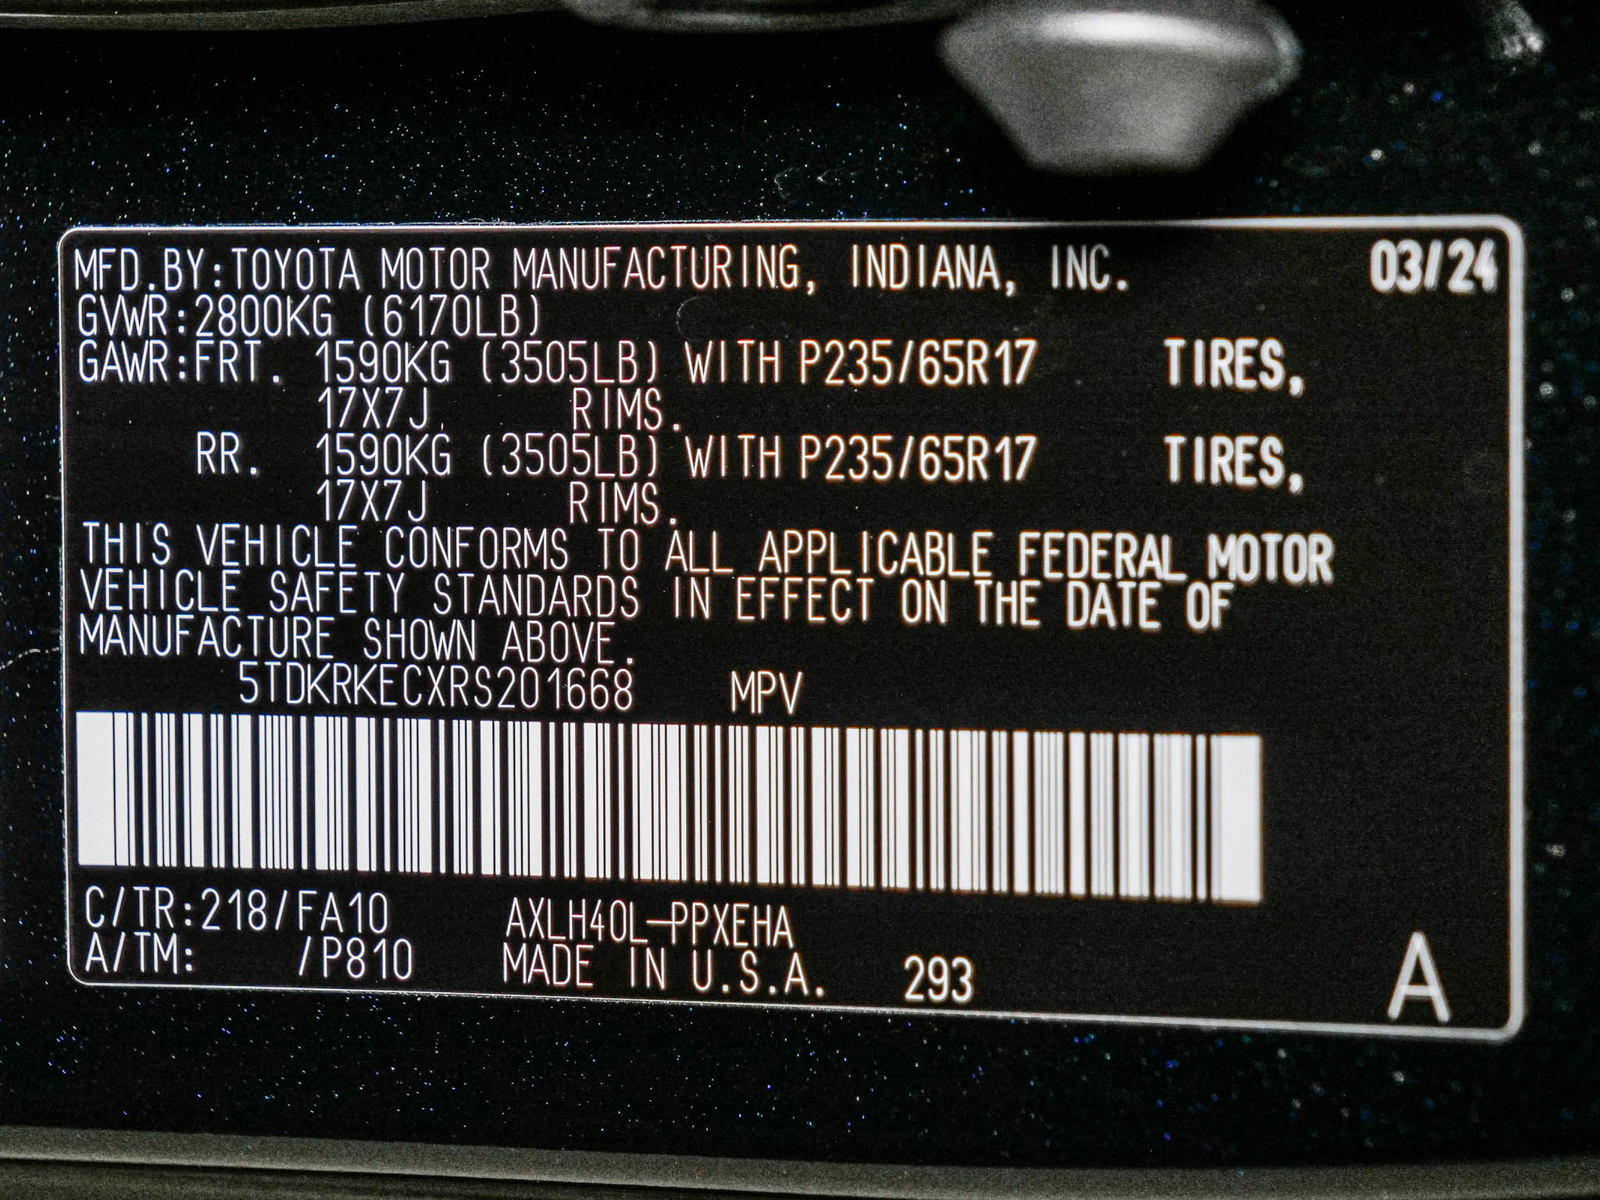 MFD.BY:TOYOTA MOTOR MANUFACTURING, INDIANA, INC. 03/24
GVWR:2800KG (6170LB)
GAWR:FRT. 1590KG (3505LB) WITH P235/65R17 TIRES,
17X7J RIMS.
RR. 1590KG (3505LB) WITH P235/65R17 TIRES,
17X7J RIMS.
THIS VEHICLE CONFORMS TO ALL APPLICABLE FEDERAL MOTOR
VEHICLE SAFETY STANDARDS IN EFFECT ON THE DATE OF
MANUFACTURE SHOWN ABOVE.
5TDKRKECXRS201668 MPV
C/TR:218/FA10 AXLH40L-PPXEHA
A/TM: /P810 MADE IN U.S.A. 293 A